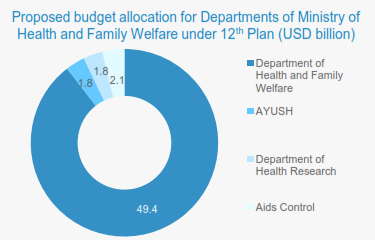 Proposed budget allocation for Departments of Ministry of
Health and Family Welfare under 12th Plan (USD billion)
1.8
2.1
1.8
49.4
Department of
Health and Family
Welfare
AYUSH
Department of
Health Research
Aids Control